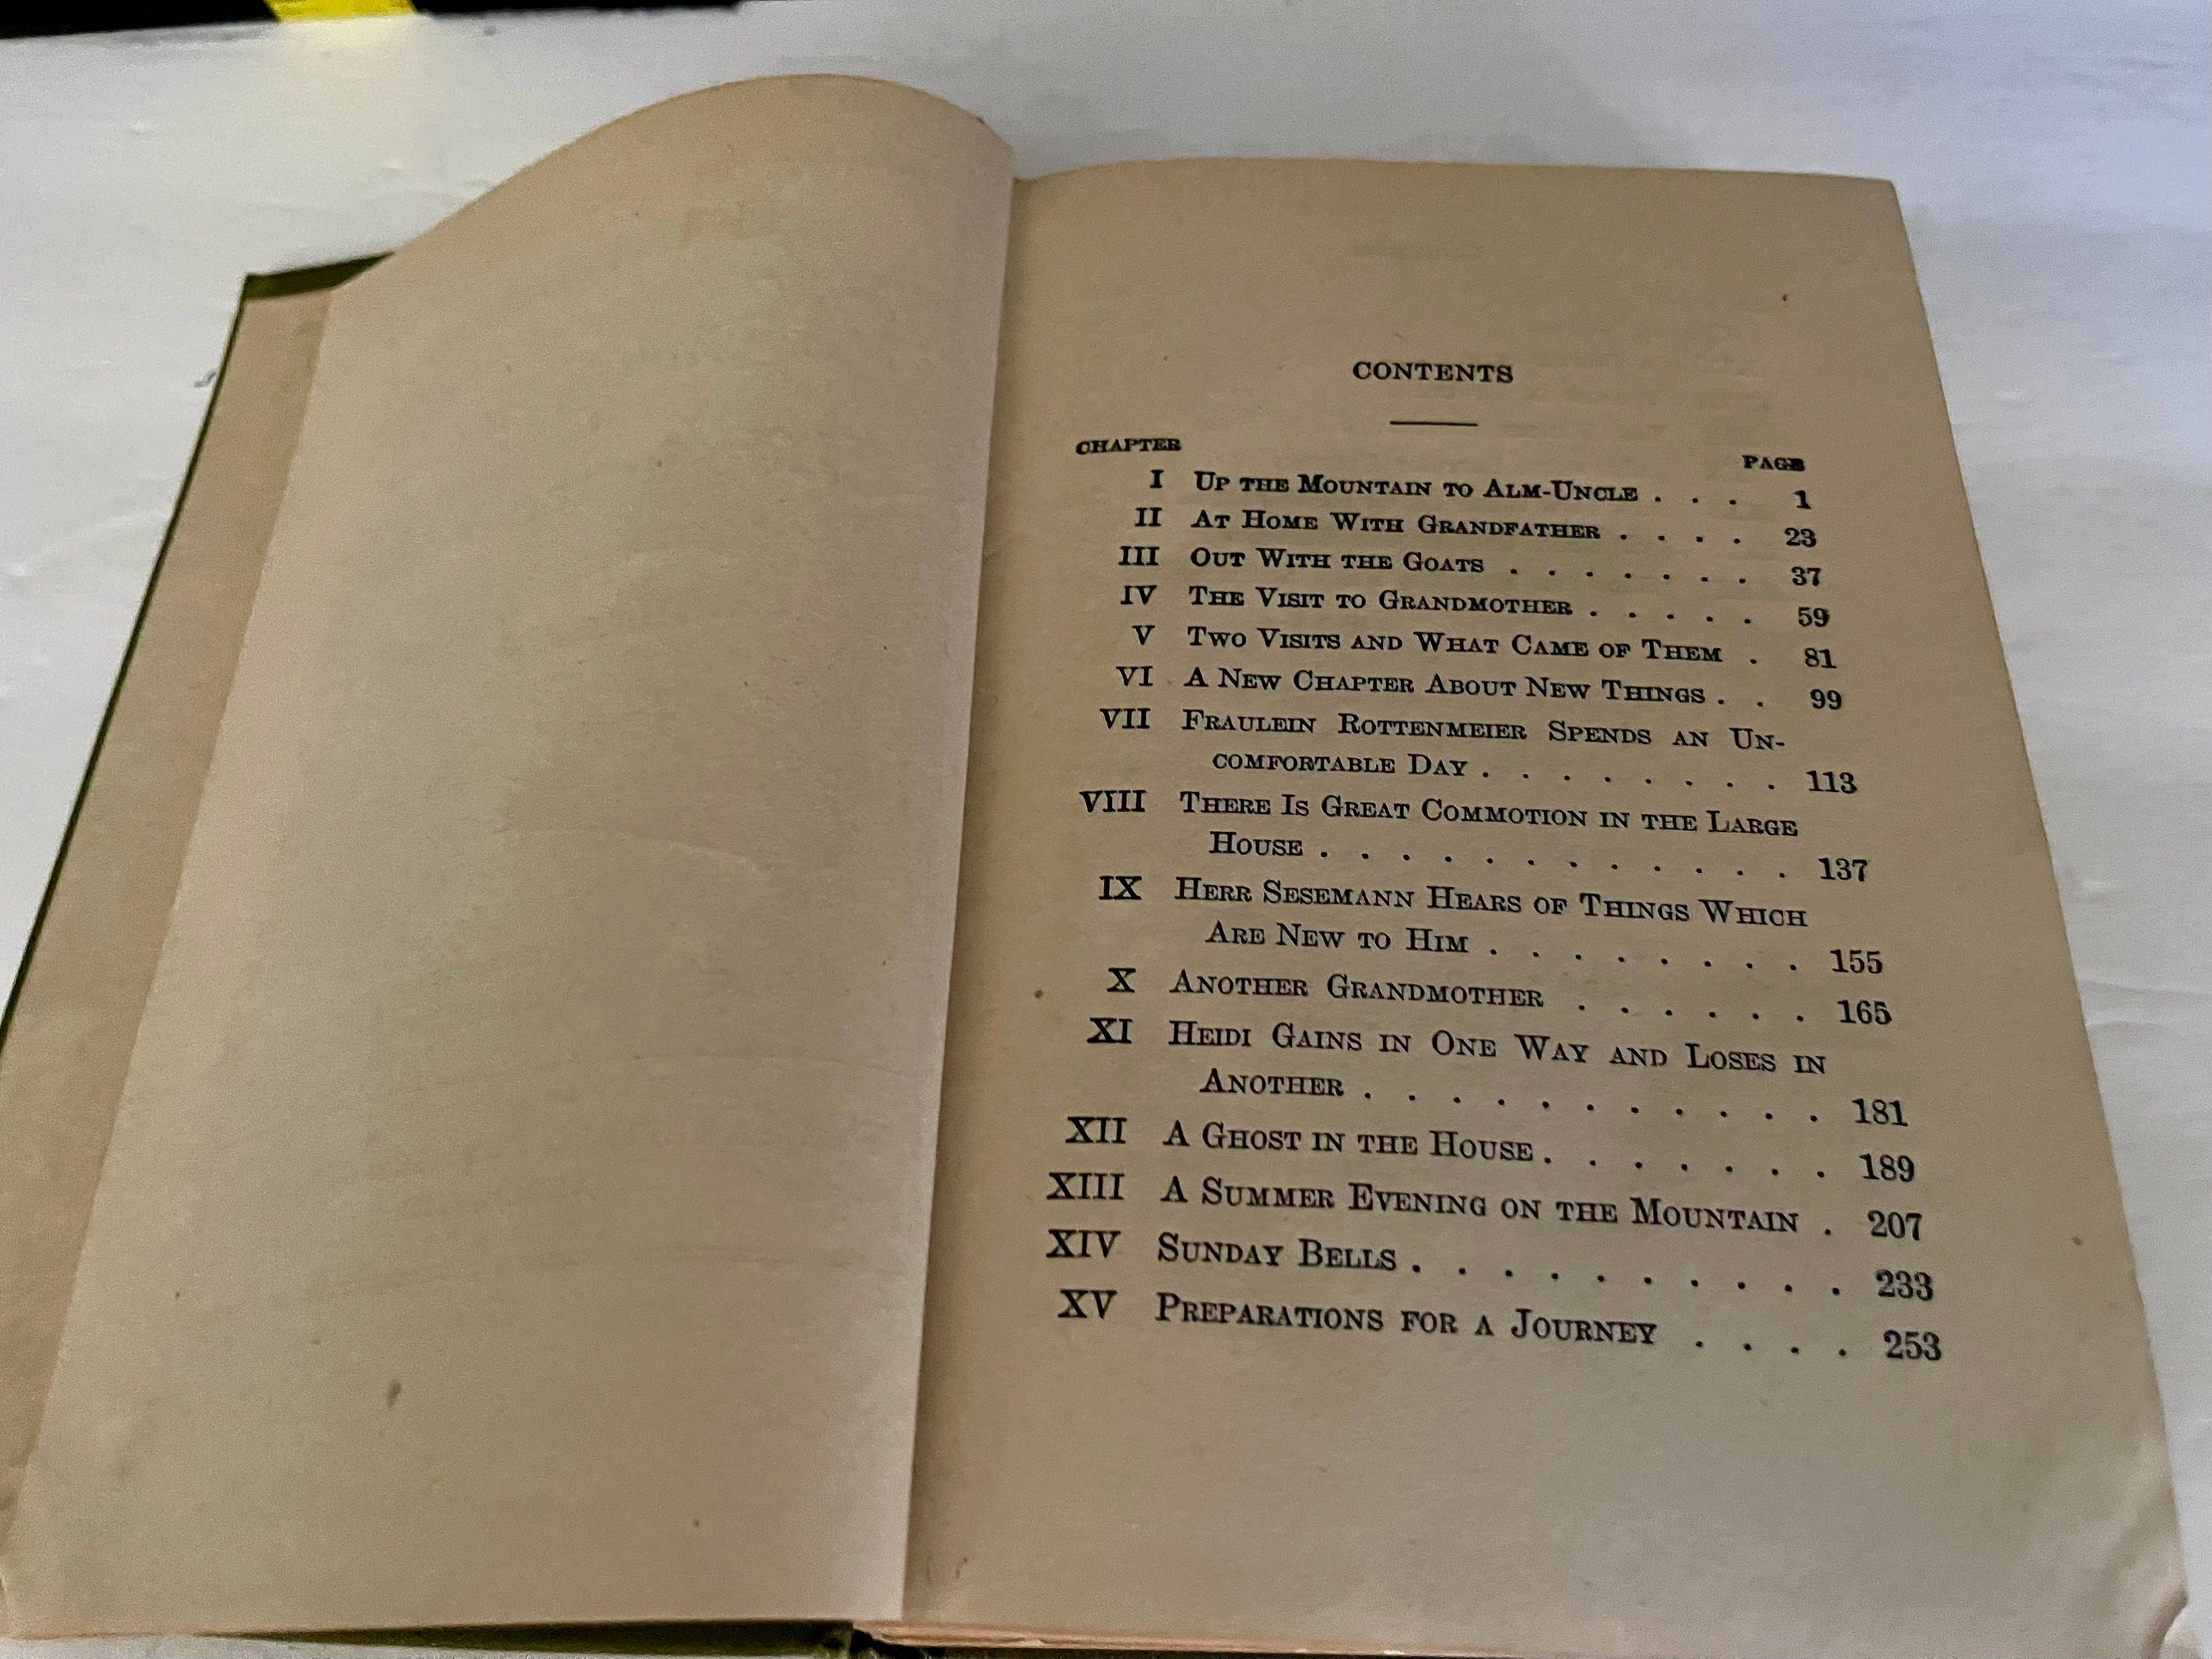 CONTENTS
CHAPTER PAGE
I Up the Mountain to Alm-Uncle . . . 1
II At Home With Grandfather . . . . 23
III Out With the Goats . . . . . . . 37
IV The Visit to Grandmother . . . . . 59
V Two Visits and What Came of Them . 81
VI A New Chapter About New Things . . 99
VII Fraulein Rottenmeier Spends an Un-
comfortable Day . . . . . . . . 113
VIII There Is Great Commotion in the Large
House . . . . . . . . . . . . 137
IX Herr Sesemann Hears of Things Which
Are New to Him . . . . . . . . 155
X Another Grandmother . . . . . . 165
XI Heidi Gains in One Way and Loses in
Another . . . . . . . . . . . 181
XII A Ghost in the House . . . . . . . 189
XIII A Summer Evening on the Mountain . 207
XIV Sunday Bells . . . . . . . . . . 233
XV Preparations for a Journey . . . . 253